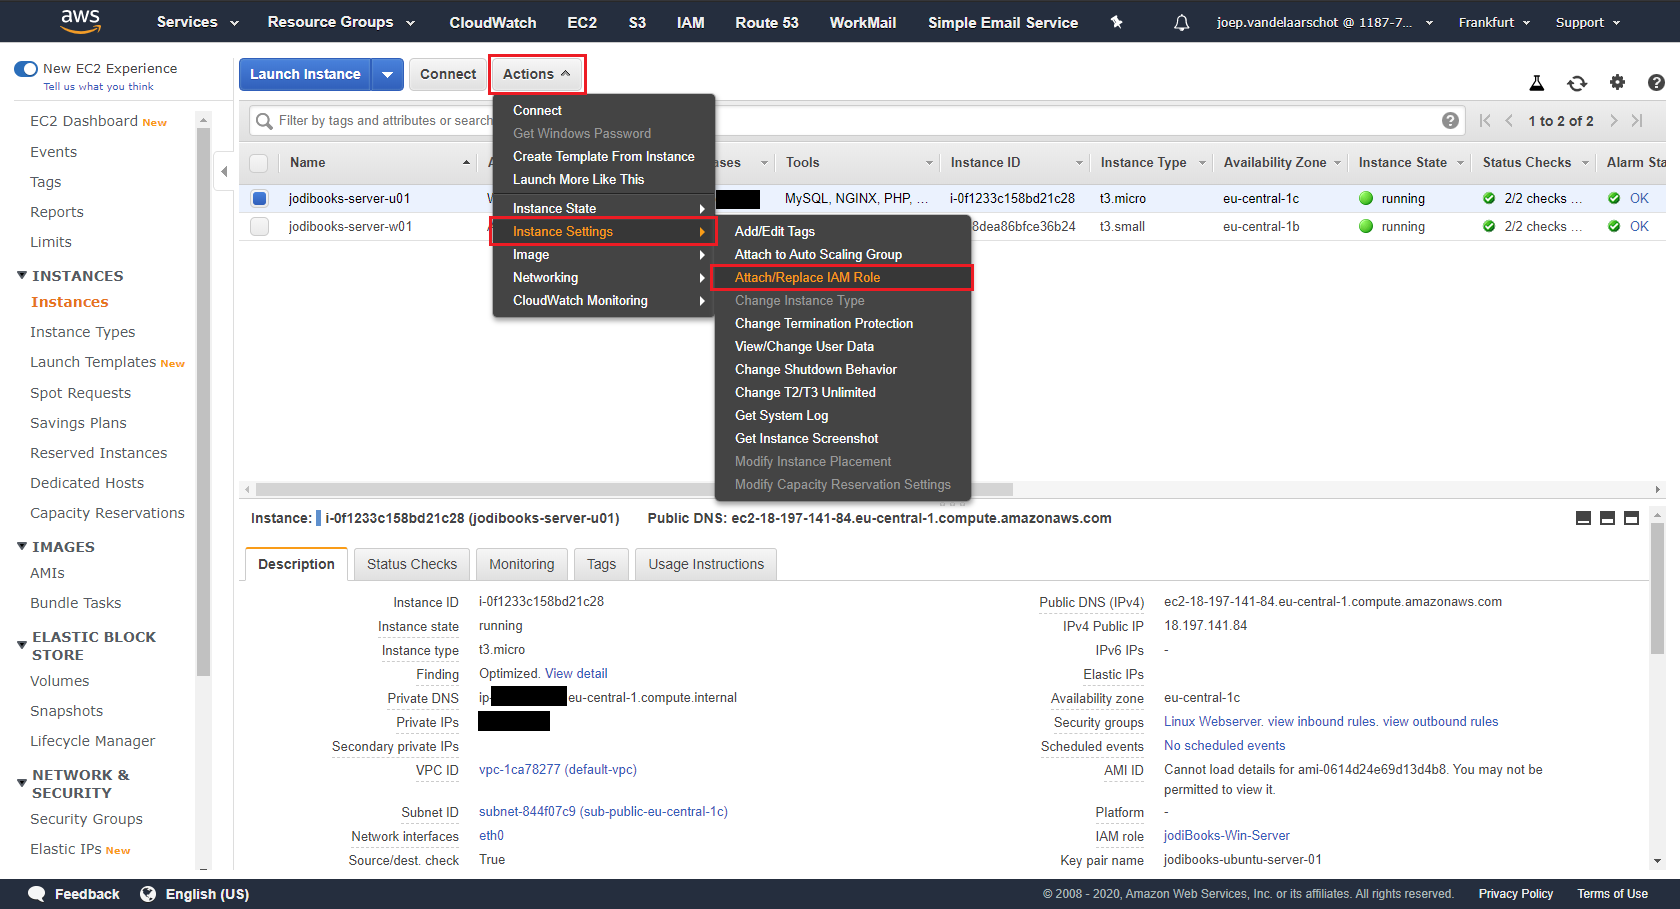 aws Services Resource Groups CloudWatch EC2 S3 IAM Route 53 WorkMail Simple Email Service joep.vandelaarschot @ 1187-7... Frankfurt Support
New EC2 Experience
Tell us what you think
EC2 Dashboard New
Events
Tags
Reports
Limits
INSTANCES
Instances
Instance Types
Launch Templates New
Spot Requests
Savings Plans
Reserved Instances
Dedicated Hosts
Capacity Reservations
IMAGES
AMIs
Bundle Tasks
ELASTIC BLOCK
STORE
Volumes
Snapshots
Lifecycle Manager
NETWORK &
SECURITY
Security Groups
Elastic IPs New
Launch Instance Connect Actions
Filter by tags and attributes or search 1 to 2 of 2
Name ases Tools Instance ID Instance Type Availability Zone Instance State Status Checks Alarm Sta
jodibooks-server-u01 MySQL, NGINX, PHP, ... i-0f1233c158bd21c28 t3.micro eu-central-1c running 2/2 checks ... OK
jodibooks-server-w01 8dea86bfce36b24 t3.small eu-central-1b running 2/2 checks ... OK
Connect
Get Windows Password
Create Template From Instance
Launch More Like This
Instance State
Instance Settings
Image
Networking
CloudWatch Monitoring
Add/Edit Tags
Attach to Auto Scaling Group
Attach/Replace IAM Role
Change Instance Type
Change Termination Protection
View/Change User Data
Change Shutdown Behavior
Change T2/T3 Unlimited
Get System Log
Get Instance Screenshot
Modify Instance Placement
Modify Capacity Reservation Settings
Instance: i-0f1233c158bd21c28 (jodibooks-server-u01) Public DNS: ec2-18-197-141-84.eu-central-1.compute.amazonaws.com
Description Status Checks Monitoring Tags Usage Instructions
Instance ID i-0f1233c158bd21c28
Instance state running
Instance type t3.micro
Finding Optimized. View detail
Private DNS ip- eu-central-1.compute.internal
Private IPs
Secondary private IPs
VPC ID vpc-1ca78277 (default-vpc)
Subnet ID subnet-844f07c9 (sub-public-eu-central-1c)
Network interfaces eth0
Source/dest. check True
Public DNS (IPv4) ec2-18-197-141-84.eu-central-1.compute.amazonaws.com
IPv4 Public IP 18.197.141.84
IPv6 IPs -
Elastic IPs
Availability zone eu-central-1c
Security groups Linux Webserver. view inbound rules. view outbound rules
Scheduled events No scheduled events
AMI ID Cannot load details for ami-0614d24e69d13d4b8. You may not be
permitted to view it.
Platform -
IAM role jodiBooks-Win-Server
Key pair name jodibooks-ubuntu-server-01
Feedback English (US) © 2008 - 2020, Amazon Web Services, Inc. or its affiliates. All rights reserved. Privacy Policy Terms of Use